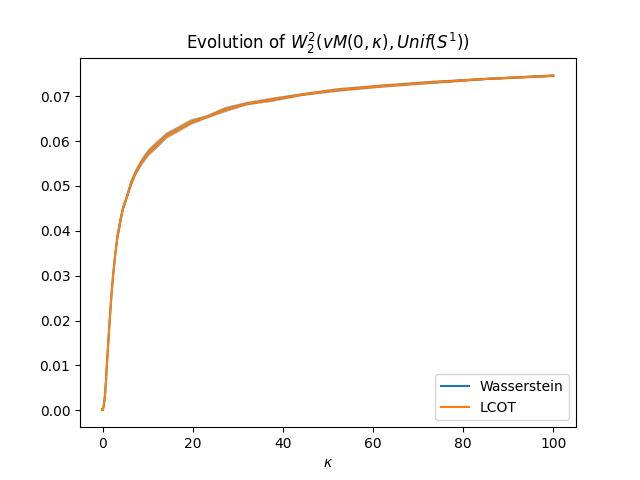 Evolution of $W_2^2(vM(0, \kappa), Unif(S^1))$
0.07
0.06
0.05
0.04
0.03
0.02
0.01
0.00
Wasserstein
LCOT
0 20 40 60 80 100
κ